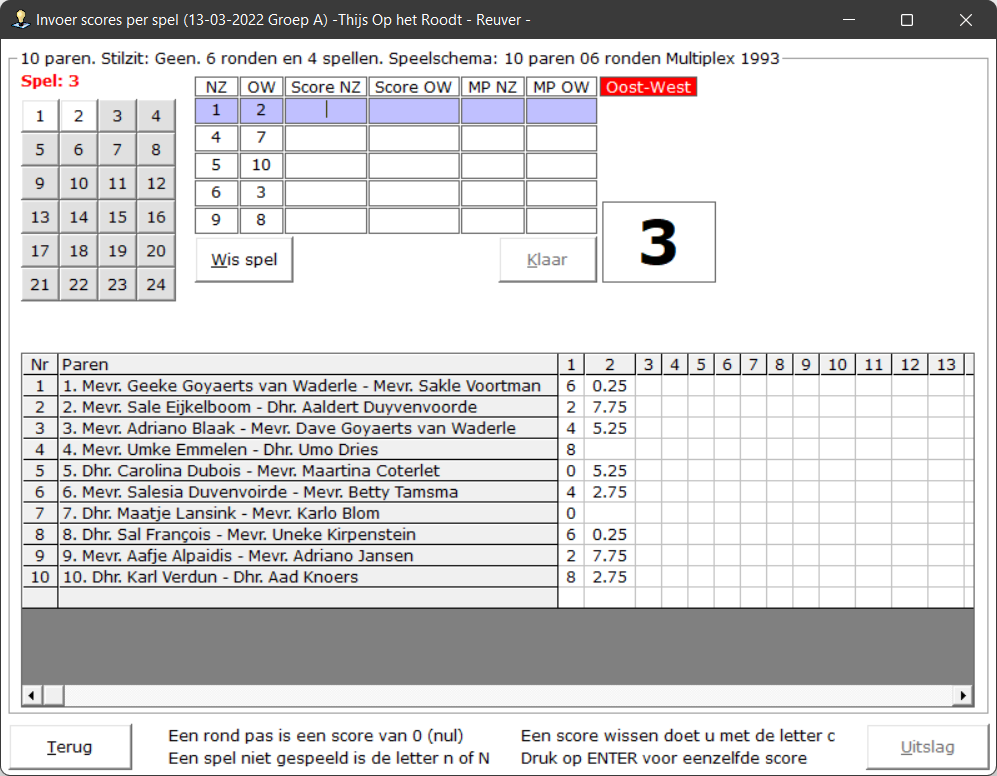 Invoer scores per spel (13-03-2022 Groep A) -Thijs Op het Roodt - Reuver -
10 paren. Stilzit: Geen. 6 ronden en 4 spellen. Speelschema: 10 paren 06 ronden Multiplex 1993
Spel: 3
1 2 3 4
5 6 7 8
9 10 11 12
13 14 15 16
17 18 19 20
21 22 23 24
NZ OW Score NZ Score OW MP NZ MP OW Oost-West
1 2
4 7
5 10
6 3
9 8
Wis spel Klaar
3
Nr Paren 1 2 3 4 5 6 7 8 9 10 11 12 13
1 1. Mevr. Geeke Goyaerts van Waderle - Mevr. Sakle Voortman 6 0.25
2 2. Mevr. Sale Eijkelboom - Dhr. Aaldert Duyvenvoorde 2 7.75
3 3. Mevr. Adriano Blaak - Mevr. Dave Goyaerts van Waderle 4 5.25
4 4. Mevr. Umke Emmelen - Dhr. Umo Dries 8
5 5. Dhr. Carolina Dubois - Mevr. Maartina Coterlet 0 5.25
6 6. Mevr. Salesia Duvenvoirde - Mevr. Betty Tamsma 4 2.75
7 7. Dhr. Maatje Lansink - Mevr. Karlo Blom 0
8 8. Dhr. Sal François - Mevr. Uneke Kirpenstein 6 0.25
9 9. Mevr. Aafje Alpaidis - Mevr. Adriano Jansen 2 7.75
10 10. Dhr. Karl Verdun - Dhr. Aad Knoers 8 2.75
Terug
Een rond pas is een score van 0 (nul)
Een spel niet gespeeld is de letter n of N
Een score wissen doet u met de letter c
Druk op ENTER voor eenzelfde score
Uitslag